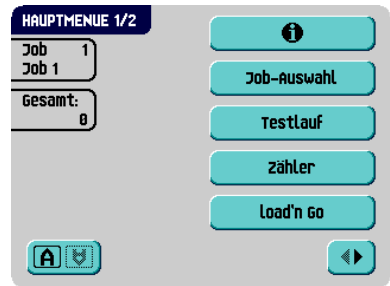 HAUPTMENUE 1/2
Job 1
Job 1
Gesamt:
0
Job-Auswahl
Testlauf
Zähler
Load'n Go
A